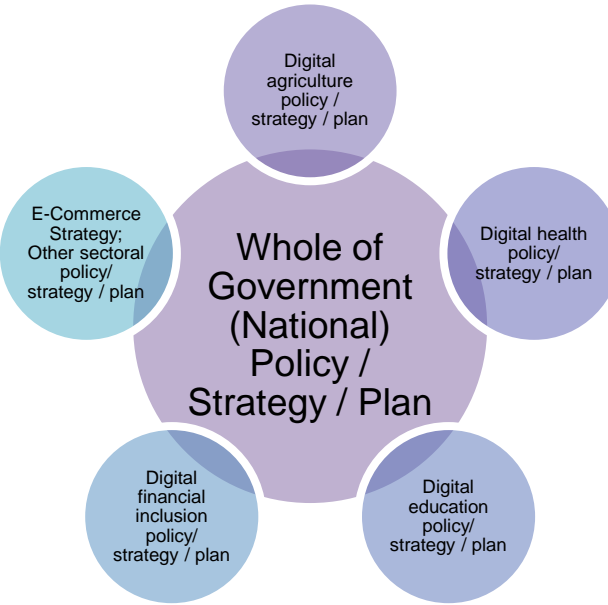 Digital
agriculture
policy /
strategy / plan
E-Commerce
Strategy;
Other sectoral
policy/
strategy / plan
Whole of
Government
(National)
Policy /
Strategy / Plan
Digital health
policy/
strategy / plan
Digital
financial
inclusion
policy/
strategy / plan
Digital
education
policy/
strategy / plan